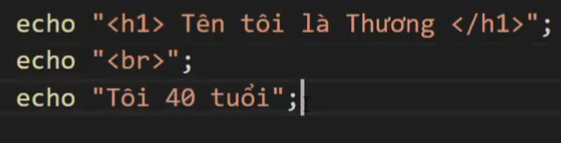 echo "<h1> Tên tôi là Thương </h1>";
echo "<br>";
echo "Tôi 40 tuổi";